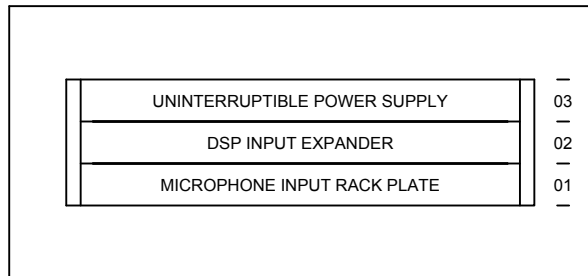 UNINTERRUPTIBLE POWER SUPPLY 03
DSP INPUT EXPANDER 02
MICROPHONE INPUT RACK PLATE 01